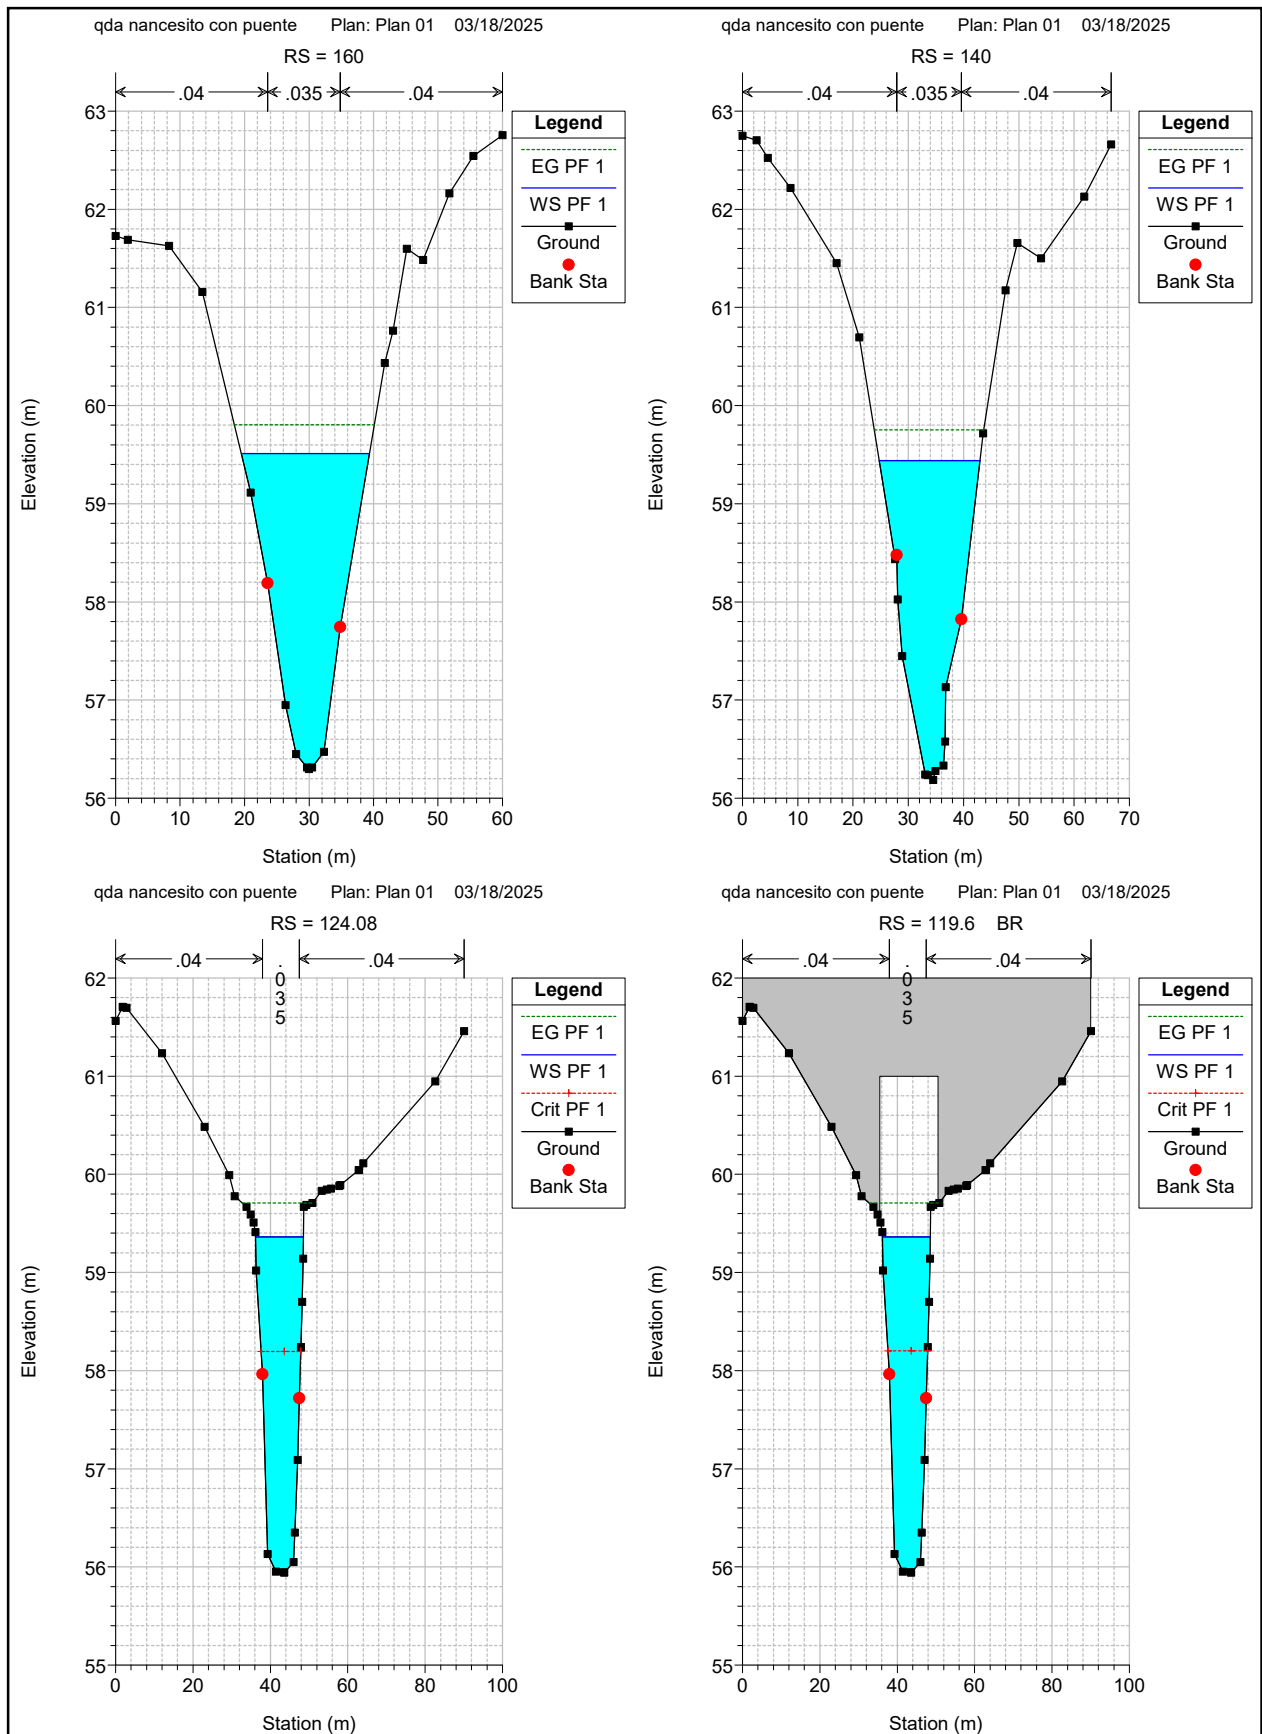 qda nancesito con puente Plan: Plan 01 03/18/2025
RS = 160
.04 .035 .04
63
62
61
60
59
58
57
56
0 10 20 30 40 50 60
Station (m)
Elevation (m)
Legend
EG PF 1
WS PF 1
Ground
Bank Sta
qda nancesito con puente Plan: Plan 01 03/18/2025
RS = 140
.04 .035 .04
63
62
61
60
59
58
57
56
0 10 20 30 40 50 60 70
Station (m)
Elevation (m)
Legend
EG PF 1
WS PF 1
Ground
Bank Sta
qda nancesito con puente Plan: Plan 01 03/18/2025
RS = 124.08
.04 . .04
0
3
5
62
61
60
59
58
57
56
55
0 20 40 60 80 100
Station (m)
Elevation (m)
Legend
EG PF 1
WS PF 1
Crit PF 1
Ground
Bank Sta
qda nancesito con puente Plan: Plan 01 03/18/2025
RS = 119.6 BR
.04 . .04
0
3
5
62
61
60
59
58
57
56
55
0 20 40 60 80 100
Station (m)
Elevation (m)
Legend
EG PF 1
WS PF 1
Crit PF 1
Ground
Bank Sta